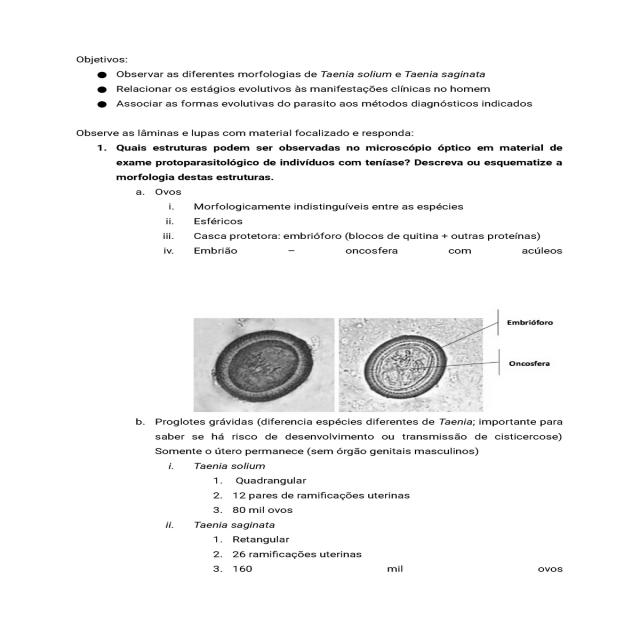 Objetivos:
● Observar as diferentes morfologias de Taenia solium e Taenia saginata
● Relacionar os estágios evolutivos às manifestações clínicas no homem
● Associar as formas evolutivas do parasito aos métodos diagnósticos indicados
Observe as lâminas e lupas com material focalizado e responda:
1. Quais estruturas podem ser observadas no microscópio óptico em material de
exame protoparasitológico de indivíduos com teníase? Descreva ou esquematize a
morfologia destas estruturas.
a. Ovos
i. Morfologicamente indistinguíveis entre as espécies
ii. Esféricos
iii. Casca protetora: embrióforo (blocos de quitina + outras proteínas)
iv. Embrião – oncosfera com acúleos
Embrióforo
Oncosfera
b. Proglotes grávidas (diferencia espécies diferentes de Taenia; importante para
saber se há risco de desenvolvimento ou transmissão de cisticercose)
Somente o útero permanece (sem órgão genitais masculinos)
i. Taenia solium
1. Quadrangular
2. 12 pares de ramificações uterinas
3. 80 mil ovos
ii. Taenia saginata
1. Retangular
2. 26 ramificações uterinas
3. 160 mil ovos